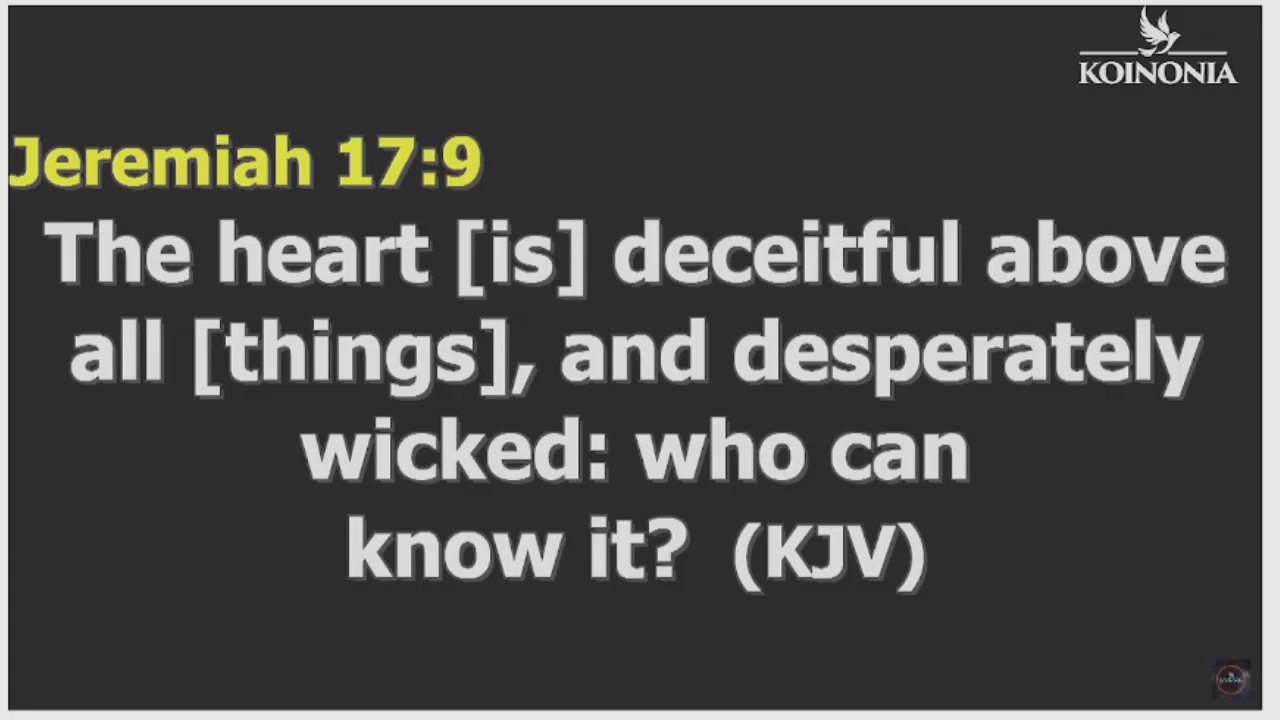 KOINONIA
Jeremiah 17:9
The heart [is] deceitful above
all [things], and desperately
wicked: who can
know it? (KJV)